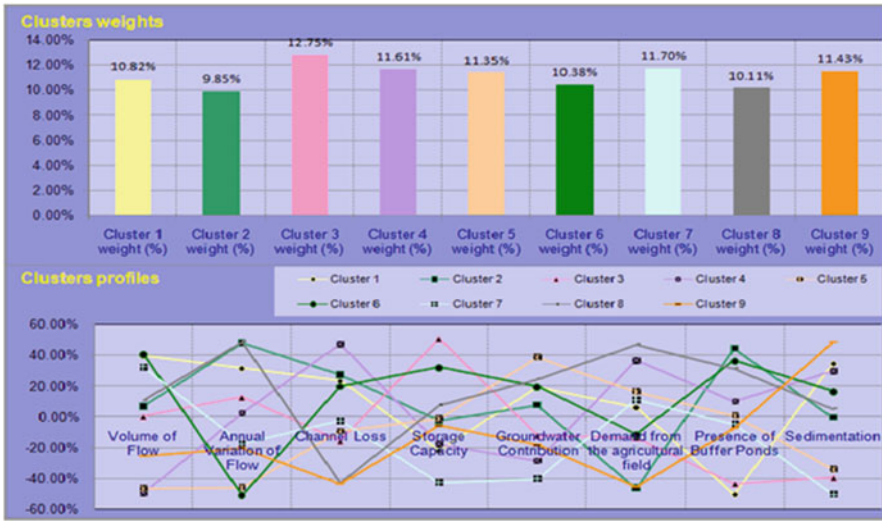 Clusters weights
14.00%
12.00%
10.00%
8.00%
6.00%
4.00%
2.00%
0.00%
10.82%
9.85%
12.75%
11.61%
11.35%
10.38%
11.70%
10.11%
11.43%
Cluster 1 weight (%)
Cluster 2 weight (%)
Cluster 3 weight (%)
Cluster 4 weight (%)
Cluster 5 weight (%)
Cluster 6 weight (%)
Cluster 7 weight (%)
Cluster 8 weight (%)
Cluster 9 weight (%)
Clusters profiles
Cluster 1
Cluster 2
Cluster 3
Cluster 4
Cluster 5
Cluster 6
Cluster 7
Cluster 8
Cluster 9
60.00%
40.00%
20.00%
0.00%
-20.00%
-40.00%
-60.00%
Volume of Flow
Annual Variation of Flow
Channel Loss
Storage Capacity
Groundwater Contribution
Demand from the agricultural field
Presence of Buffer Ponds
Sedimentation